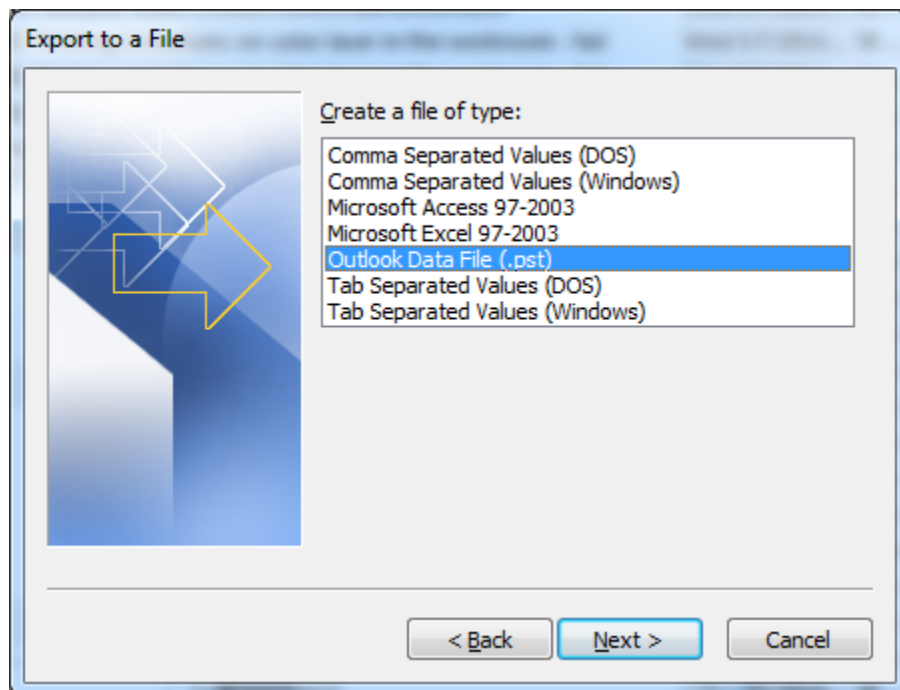 Export to a File
Create a file of type:
Comma Separated Values (DOS)
Comma Separated Values (Windows)
Microsoft Access 97-2003
Microsoft Excel 97-2003
Outlook Data File (.pst)
Tab Separated Values (DOS)
Tab Separated Values (Windows)
< Back
Next >
Cancel